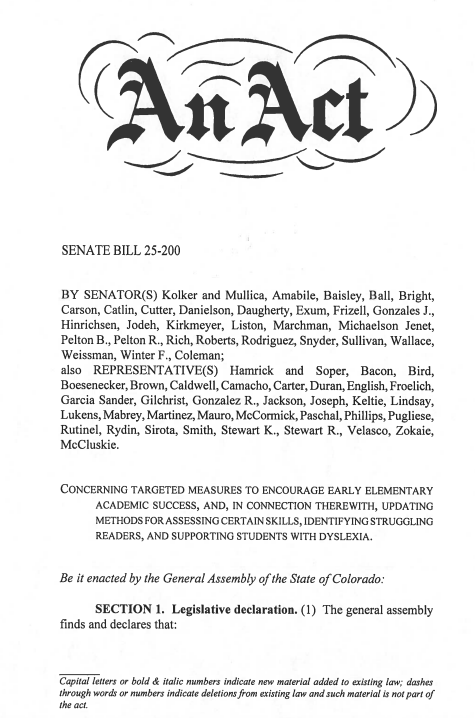 An Act
SENATE BILL 25-200
BY SENATOR(S) Kolker and Mullica, Amabile, Baisley, Ball, Bright,
Carson, Catlin, Cutter, Danielson, Daugherty, Exum, Frizell, Gonzales J.,
Hinrichsen, Jodeh, Kirkmeyer, Liston, Marchman, Michaelson Jenet,
Pelton B., Pelton R., Rich, Roberts, Rodriguez, Snyder, Sullivan, Wallace,
Weissman, Winter F., Coleman;
also REPRESENTATIVE(S) Hamrick and Soper, Bacon, Bird,
Boesenecker, Brown, Caldwell, Camacho, Carter, Duran, English, Froelich,
Garcia Sander, Gilchrist, Gonzalez R., Jackson, Joseph, Keltie, Lindsay,
Lukens, Mabrey, Martinez, Mauro, McCormick, Paschal, Phillips, Pugliese,
Rutinel, Rydin, Sirota, Smith, Stewart K., Stewart R., Velasco, Zokaie,
McCluskie.
CONCERNING TARGETED MEASURES TO ENCOURAGE EARLY ELEMENTARY
ACADEMIC SUCCESS, AND, IN CONNECTION THEREWITH, UPDATING
METHODS FOR ASSESSING CERTAIN SKILLS, IDENTIFYING STRUGGLING
READERS, AND SUPPORTING STUDENTS WITH DYSLEXIA.
Be it enacted by the General Assembly of the State of Colorado:
SECTION 1. Legislative declaration. (1) The general assembly
finds and declares that:
Capital letters or bold & italic numbers indicate new material added to existing law; dashes
through words or numbers indicate deletions from existing law and such material is not part of
the act.